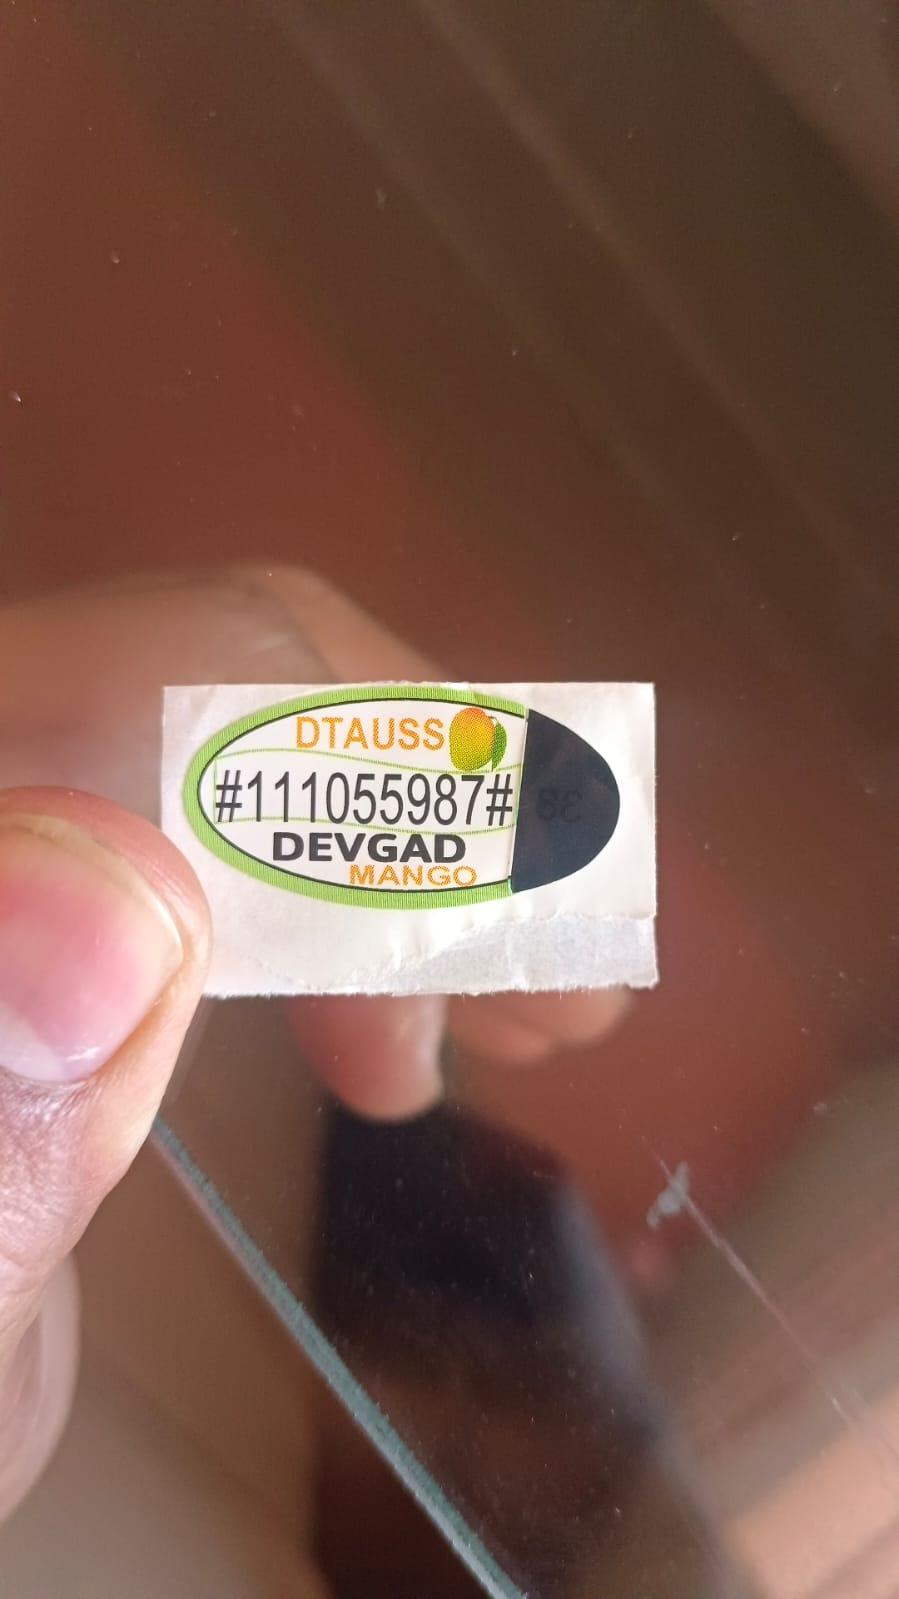 DTAUSS
#111055987#
DEVGAD
MANGO